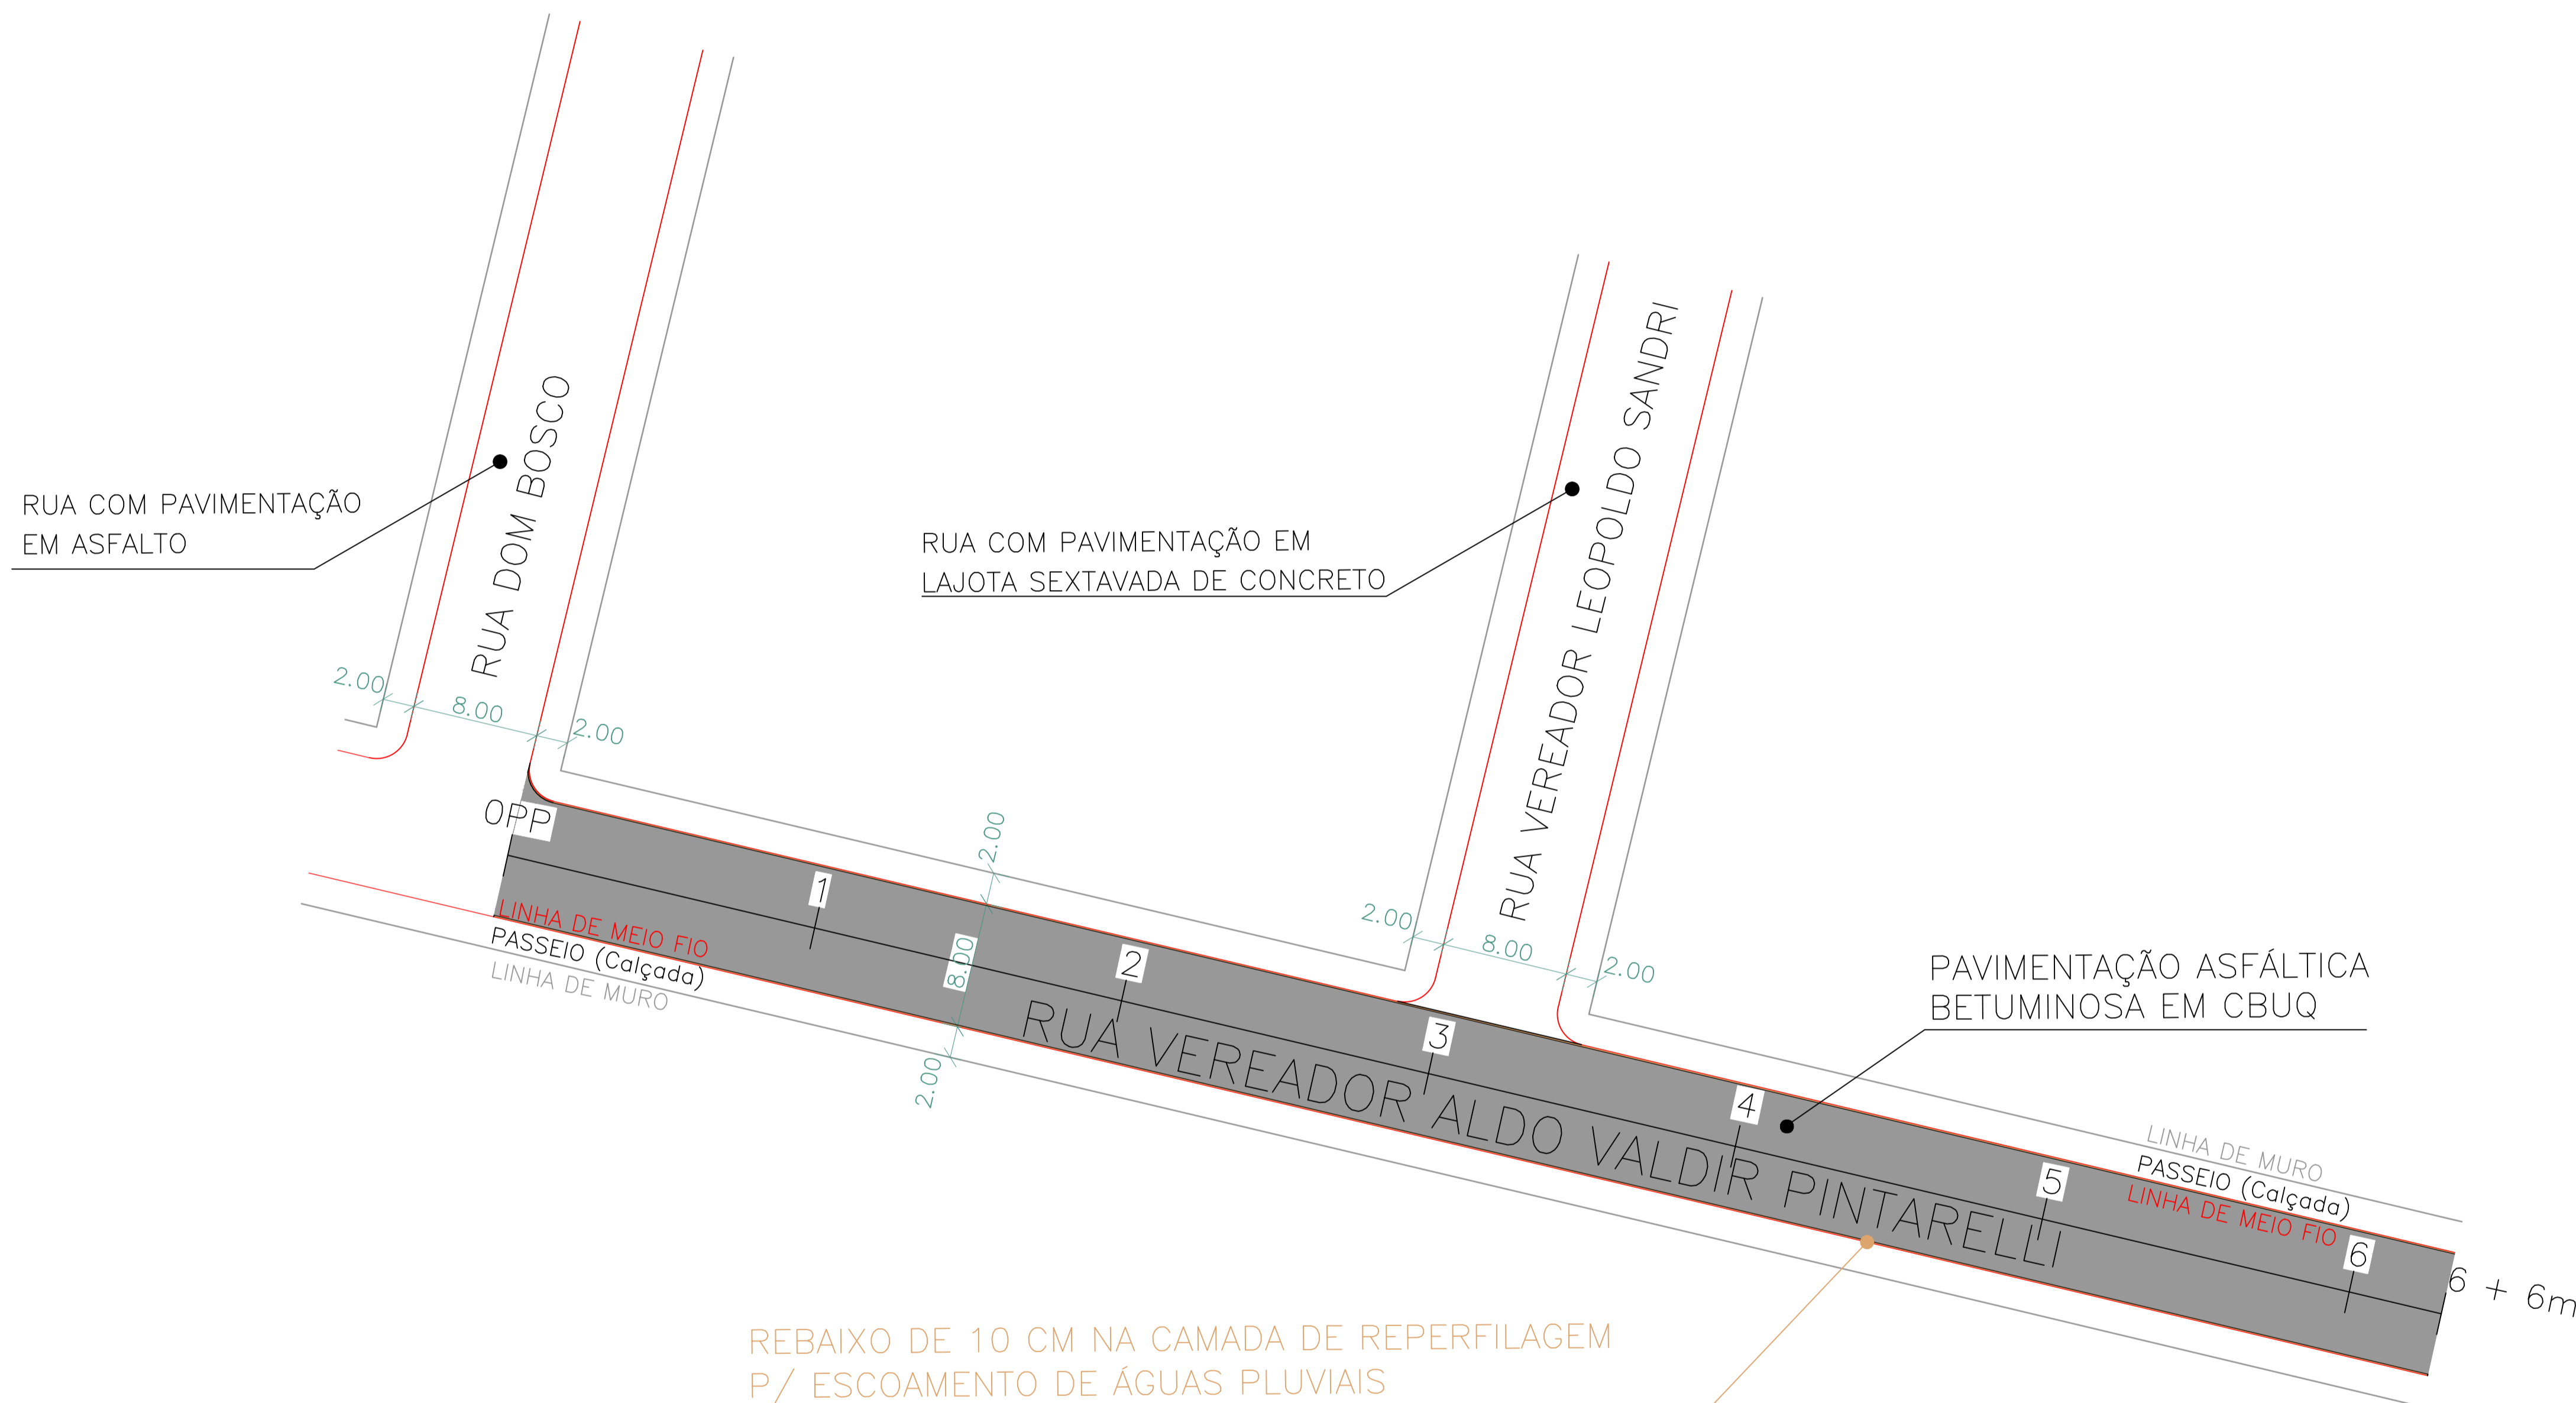 RUA COM PAVIMENTAÇÃO
EM ASFALTO
RUA DOM BOSCO
RUA COM PAVIMENTAÇÃO EM
LAJOTA SEXTAVADA DE CONCRETO
RUA VEREADOR LEOPOLDO SANDRI
2.00
8.00
2.00
0PP
1
2.00
8.00
2.00
2
2.00
8.00
2.00
3
4
5
6
6 + 6m
LINHA DE MEIO FIO
PASSEIO (Calçada)
LINHA DE MURO
RUA VEREADOR ALDO VALDIR PINTARELLI
PAVIMENTAÇÃO ASFÁLTICA
BETUMINOSA EM CBUQ
LINHA DE MURO
PASSEIO (Calçada)
LINHA DE MEIO FIO
REBAIXO DE 10 CM NA CAMADA DE REPERFILAGEM
P/ ESCOAMENTO DE ÁGUAS PLUVIAIS